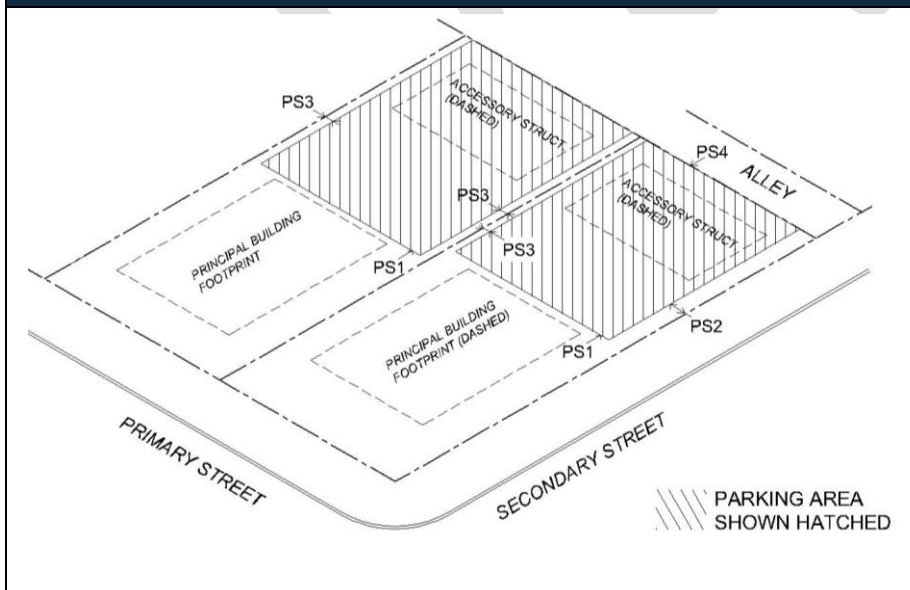 PS3
ACCESSORY STRUCT
(DASHED)
PS4
ALLEY
PS3
ACCESSORY STRUCT
(DASHED)
PS3
PRINCIPAL BUILDING
FOOTPRINT
PS1
PS2
PRINCIPAL BUILDING
FOOTPRINT (DASHED)
PS1
PRIMARY STREET
SECONDARY STREET
PARKING AREA
SHOWN HATCHED